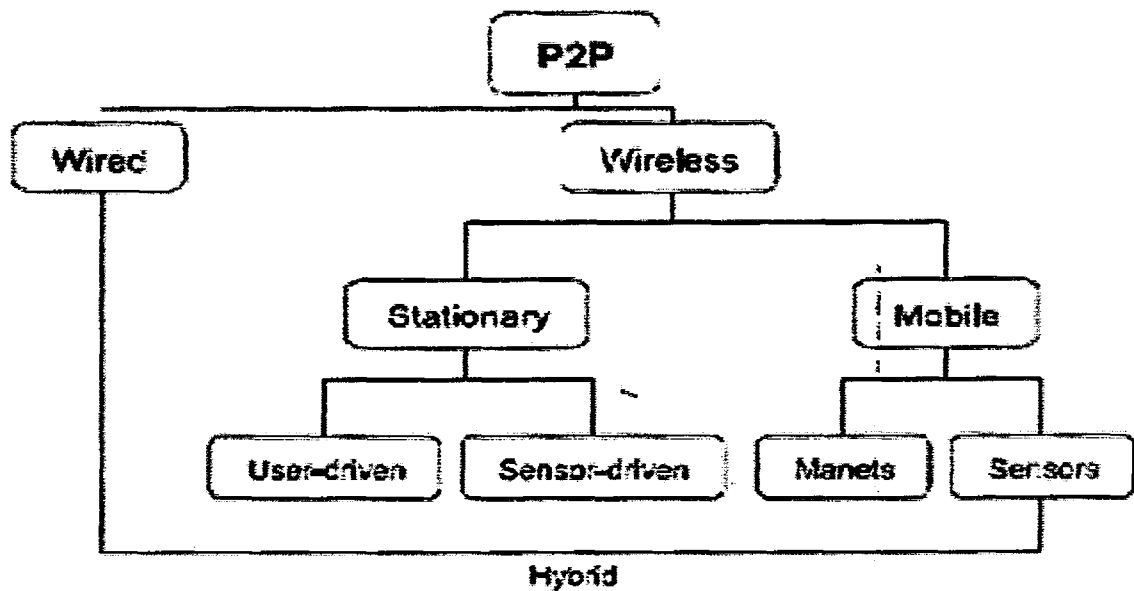 P2P
Wired
Wireless
Stationary
Mobile
User-driven
Sensor-driven
Manets
Sensors
Hybrid